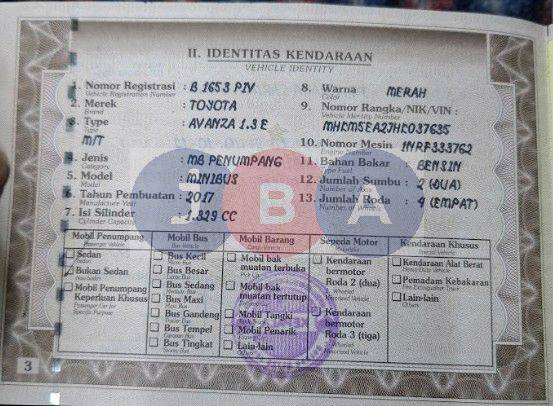 II. IDENTITAS KENDARAAN
VEHICLE IDENTITY
1. Nomor Registrasi : B 1653 PIV
Vehicle Registration Number
2. Merek : TOYOTA
Brand
3. Type : AVANZA 1.3 E
Type
M/T
4. Jenis : MB PENUMPANG
5. Model : MINIBUS
Model
6. Tahun Pembuatan : 2017
Manufacture Year
7. Isi Silinder : 1.329 CC
Cylinder Capacity
8. Warna : MERAH
Color
9. Nomor Rangka/NIK/VIN :
Vehicle Identity Number
MHKM5EA2JHK037635
10. Nomor Mesin : 1NRF333762
Engine Number
11. Bahan Bakar : BENSIN
Type Fuel
12. Jumlah Sumbu : 2 (DUA)
Number of Axle
13. Jumlah Roda : 4 (EMPAT)
Number of Wheels
SBA
Mobil Penumpang
Passenger Vehicle
Sedan
Bukan Sedan
Mobil Penumpang
Keperluan Khusus
Passenger Car for
Specific Purpose
Mobil Bus
Bus Kecil
Bus Besar
Bus Sedang
Bus Maxi
Bus Gandeng
Bus Tempel
Bus Tingkat
Mobil Barang
Mobil bak
muatan terbuka
Mobil bak
muatan tertutup
Mobil Tangki
Mobil Penarik
Lain-lain
Sepeda Motor
Kendaraan
bermotor
Roda 2 (dua)
Kendaraan
bermotor
Roda 3 (tiga)
Kendaraan Khusus
Kendaraan Alat Berat
Pemadam Kebakaran
Lain-lain
Others
3